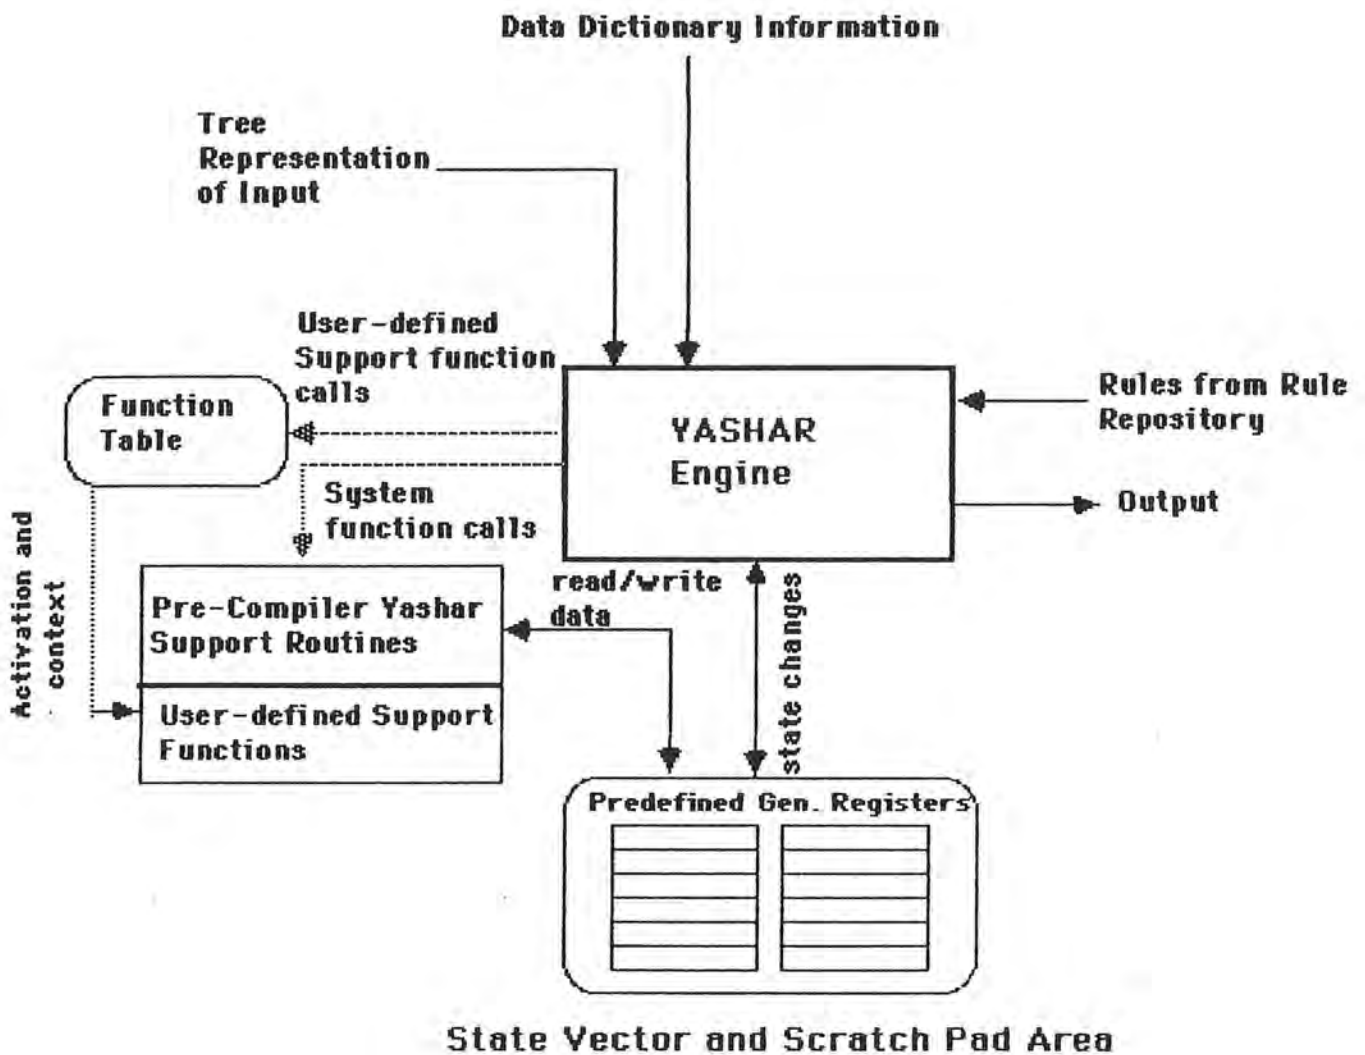 Data Dictionary Information
Tree
Representation
of Input
User-defined
Support function
calls
Function
Table
YASHAR
Engine
Rules from Rule
Repository
System
function calls
Output
Activation and
context
Pre-Compiler Yashar
Support Routines
read/write
data
state changes
User-defined Support
Functions
Predefined Gen. Registers
State Vector and Scratch Pad Area